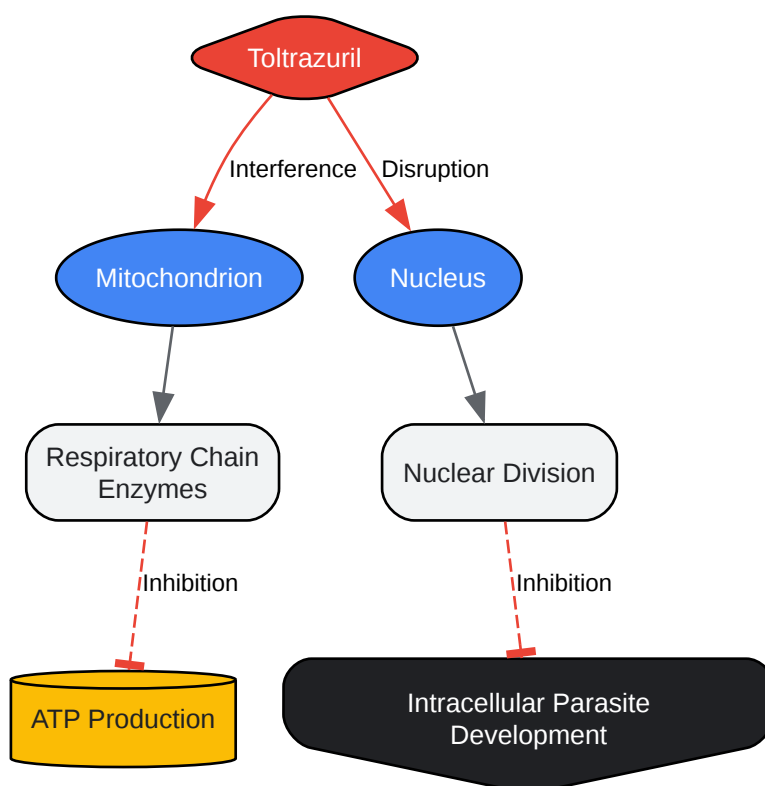 Toltrazuril
Interference
Disruption
Mitochondrion
Nucleus
Respiratory Chain
Enzymes
Nuclear Division
Inhibition
Inhibition
ATP Production
Intracellular Parasite
Development